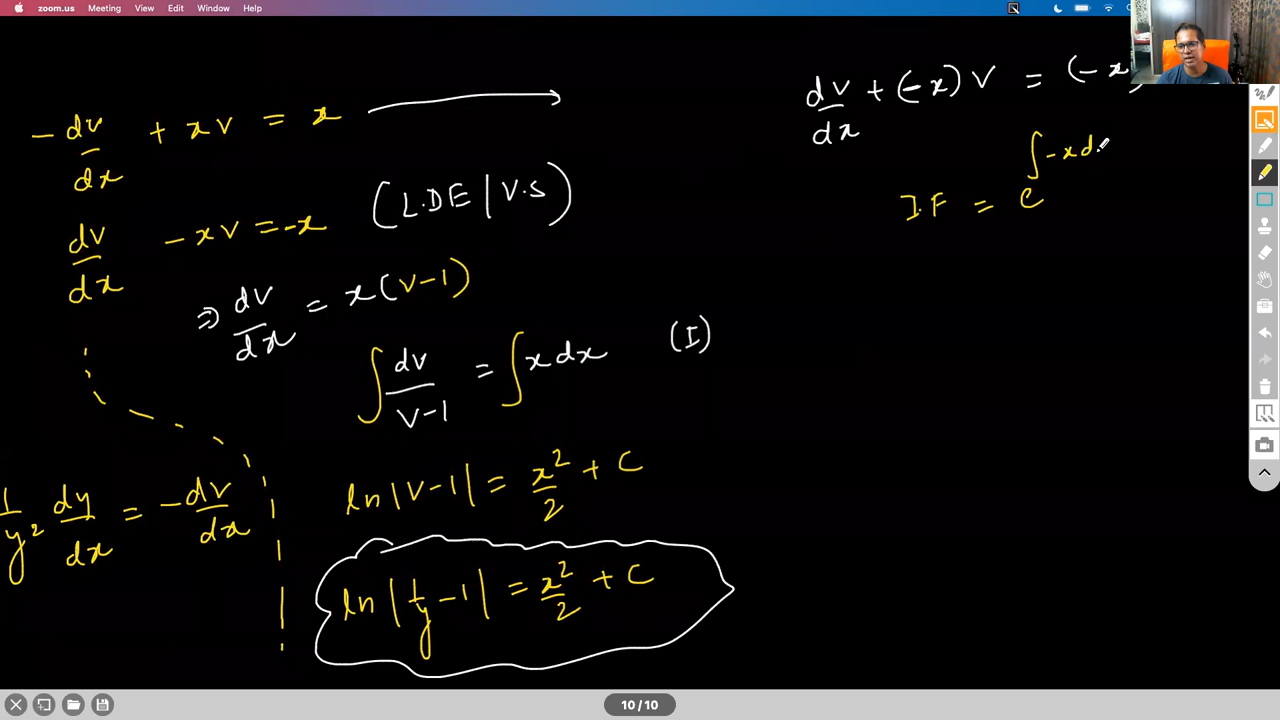 zoom.us Meeting View Edit Window Help
-dv/dx + xv = x
dv/dx - xv = -x
(L.DE | V.S)
⇒ dv/dx = x(v-1)
∫ dv/v-1 = ∫ x dx (I)
ln|v-1| = x²/2 + C
1/y² dy/dx = -dv/dx
ln|1/y - 1| = x²/2 + C
dv/dx + (-x)v = (-x
I.F = e^∫-xd
10 / 10